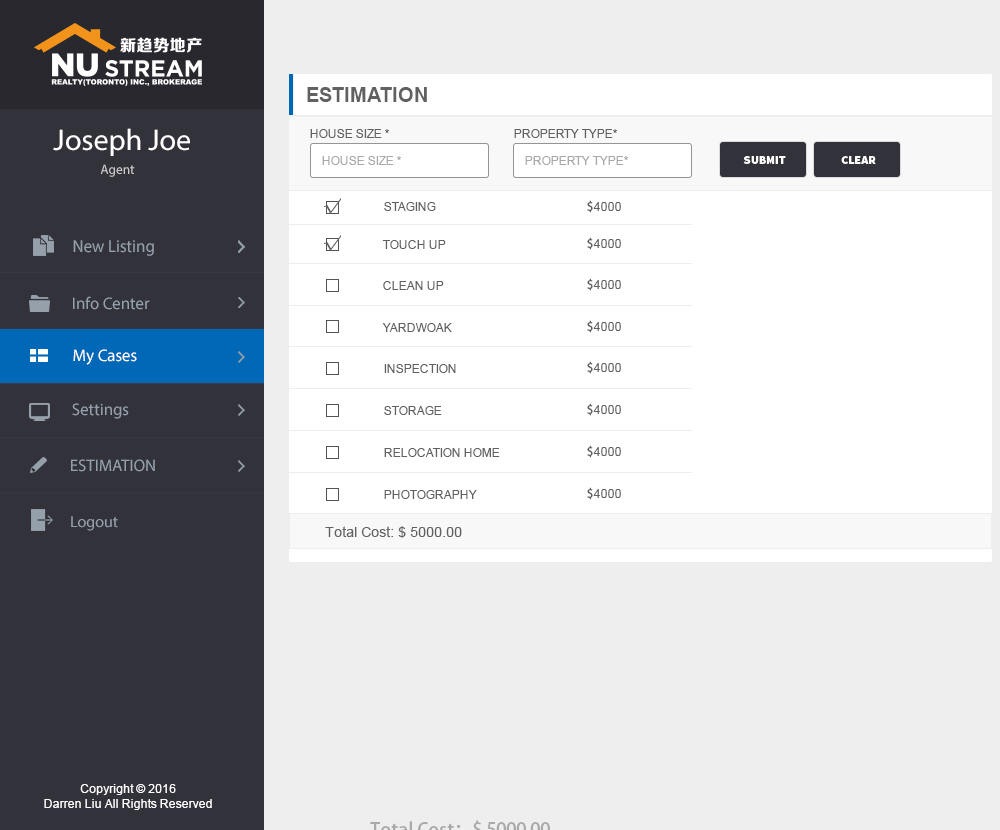 新趋势地产
NU STREAM
REALTY(TORONTO) INC., BROKERAGE
Joseph Joe
Agent
New Listing
Info Center
My Cases
Settings
ESTIMATION
Logout
Copyright © 2016
Darren Liu All Rights Reserved
ESTIMATION
HOUSE SIZE * PROPERTY TYPE*
HOUSE SIZE * PROPERTY TYPE* SUBMIT CLEAR
STAGING $4000
TOUCH UP $4000
CLEAN UP $4000
YARDWOAK $4000
INSPECTION $4000
STORAGE $4000
RELOCATION HOME $4000
PHOTOGRAPHY $4000
Total Cost: $ 5000.00
Total Cost: $ 5000.00